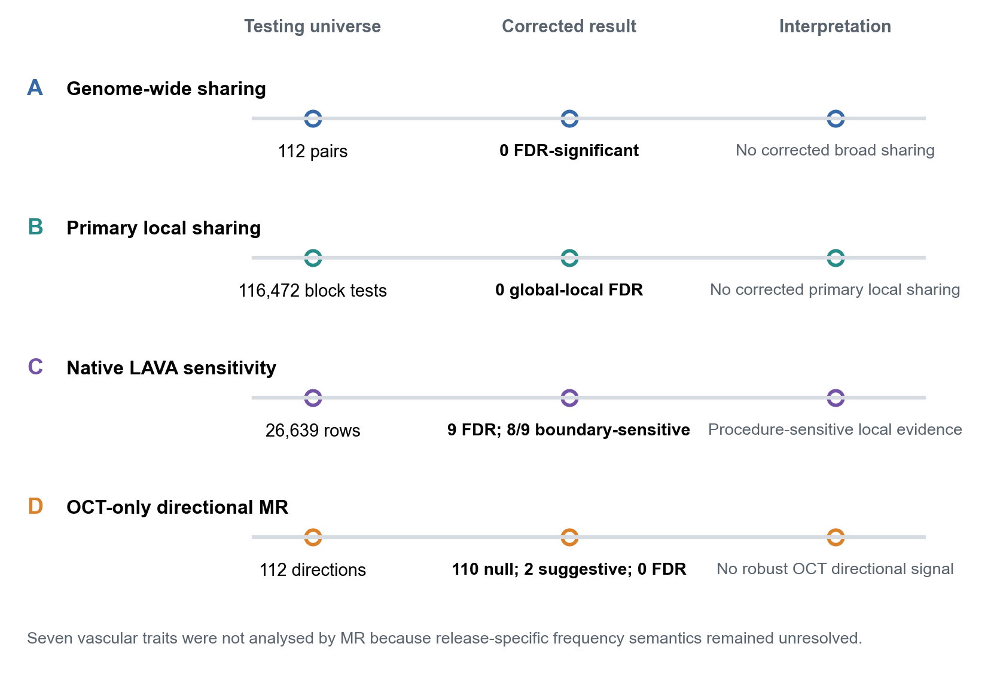 Testing universe Corrected result Interpretation
A Genome-wide sharing
112 pairs 0 FDR-significant No corrected broad sharing
B Primary local sharing
116,472 block tests 0 global-local FDR No corrected primary local sharing
C Native LAVA sensitivity
26,639 rows 9 FDR; 8/9 boundary-sensitive Procedure-sensitive local evidence
D OCT-only directional MR
112 directions 110 null; 2 suggestive; 0 FDR No robust OCT directional signal
Seven vascular traits were not analysed by MR because release-specific frequency semantics remained unresolved.